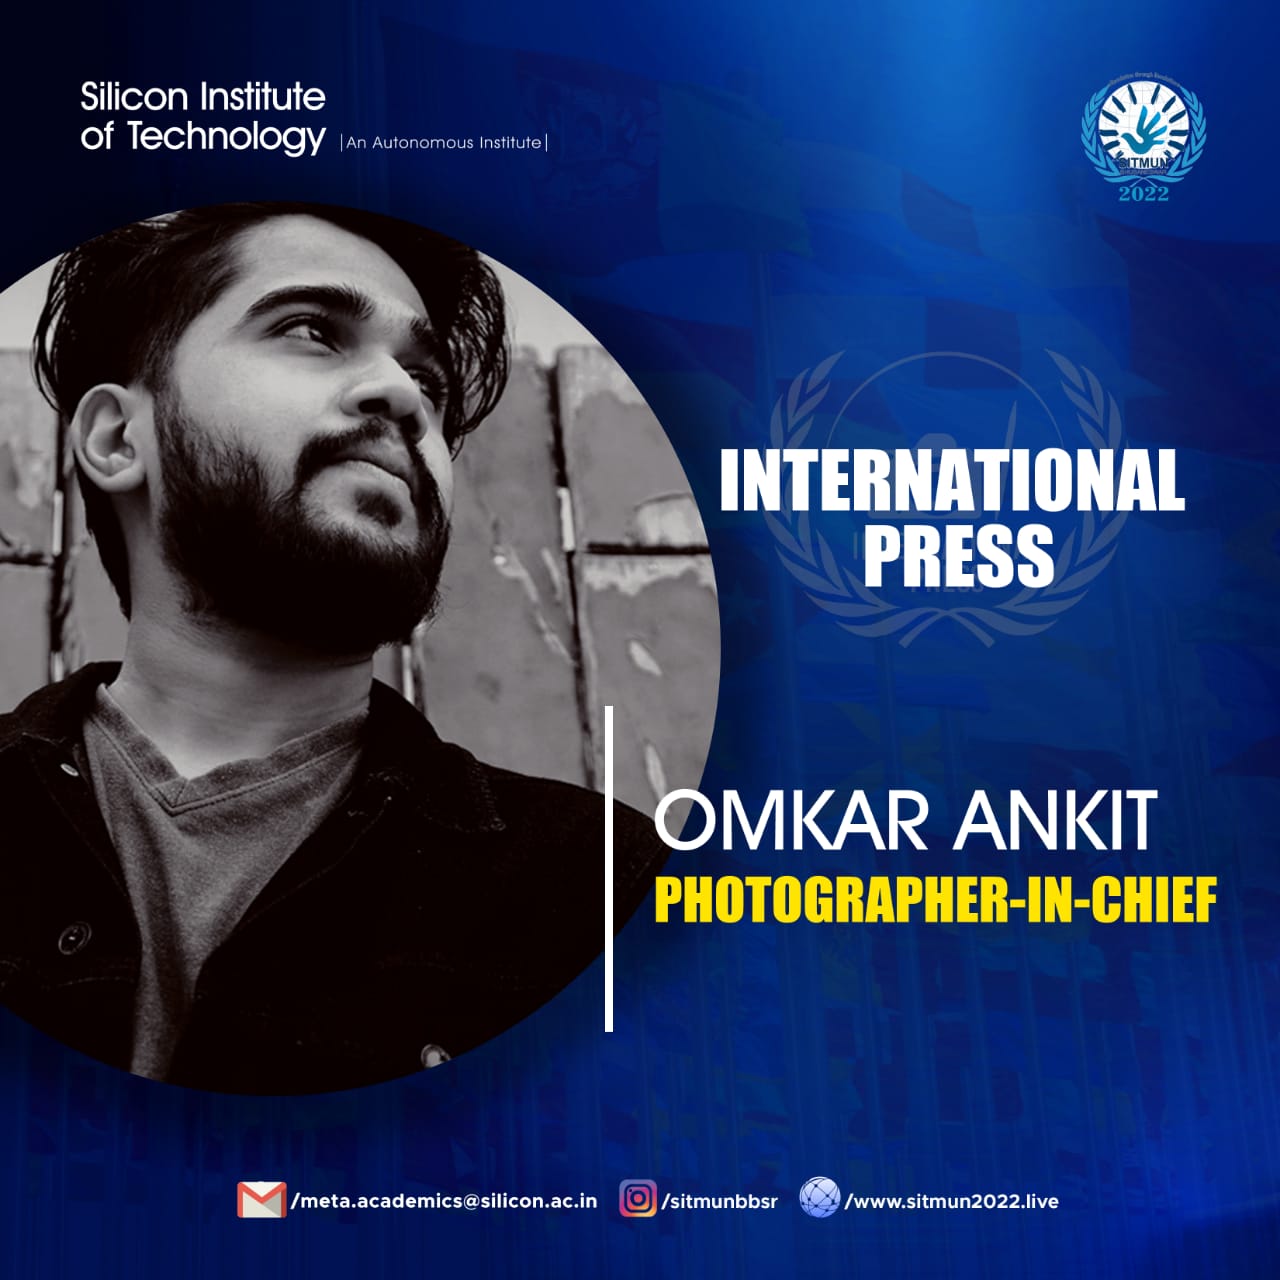 Silicon Institute
of Technology |An Autonomous Institute|
SITMUN
2022
INTERNATIONAL
PRESS
OMKAR ANKIT
PHOTOGRAPHER-IN-CHIEF
/meta.academics@silicon.ac.in /sitmunbbsr /www.sitmun2022.live